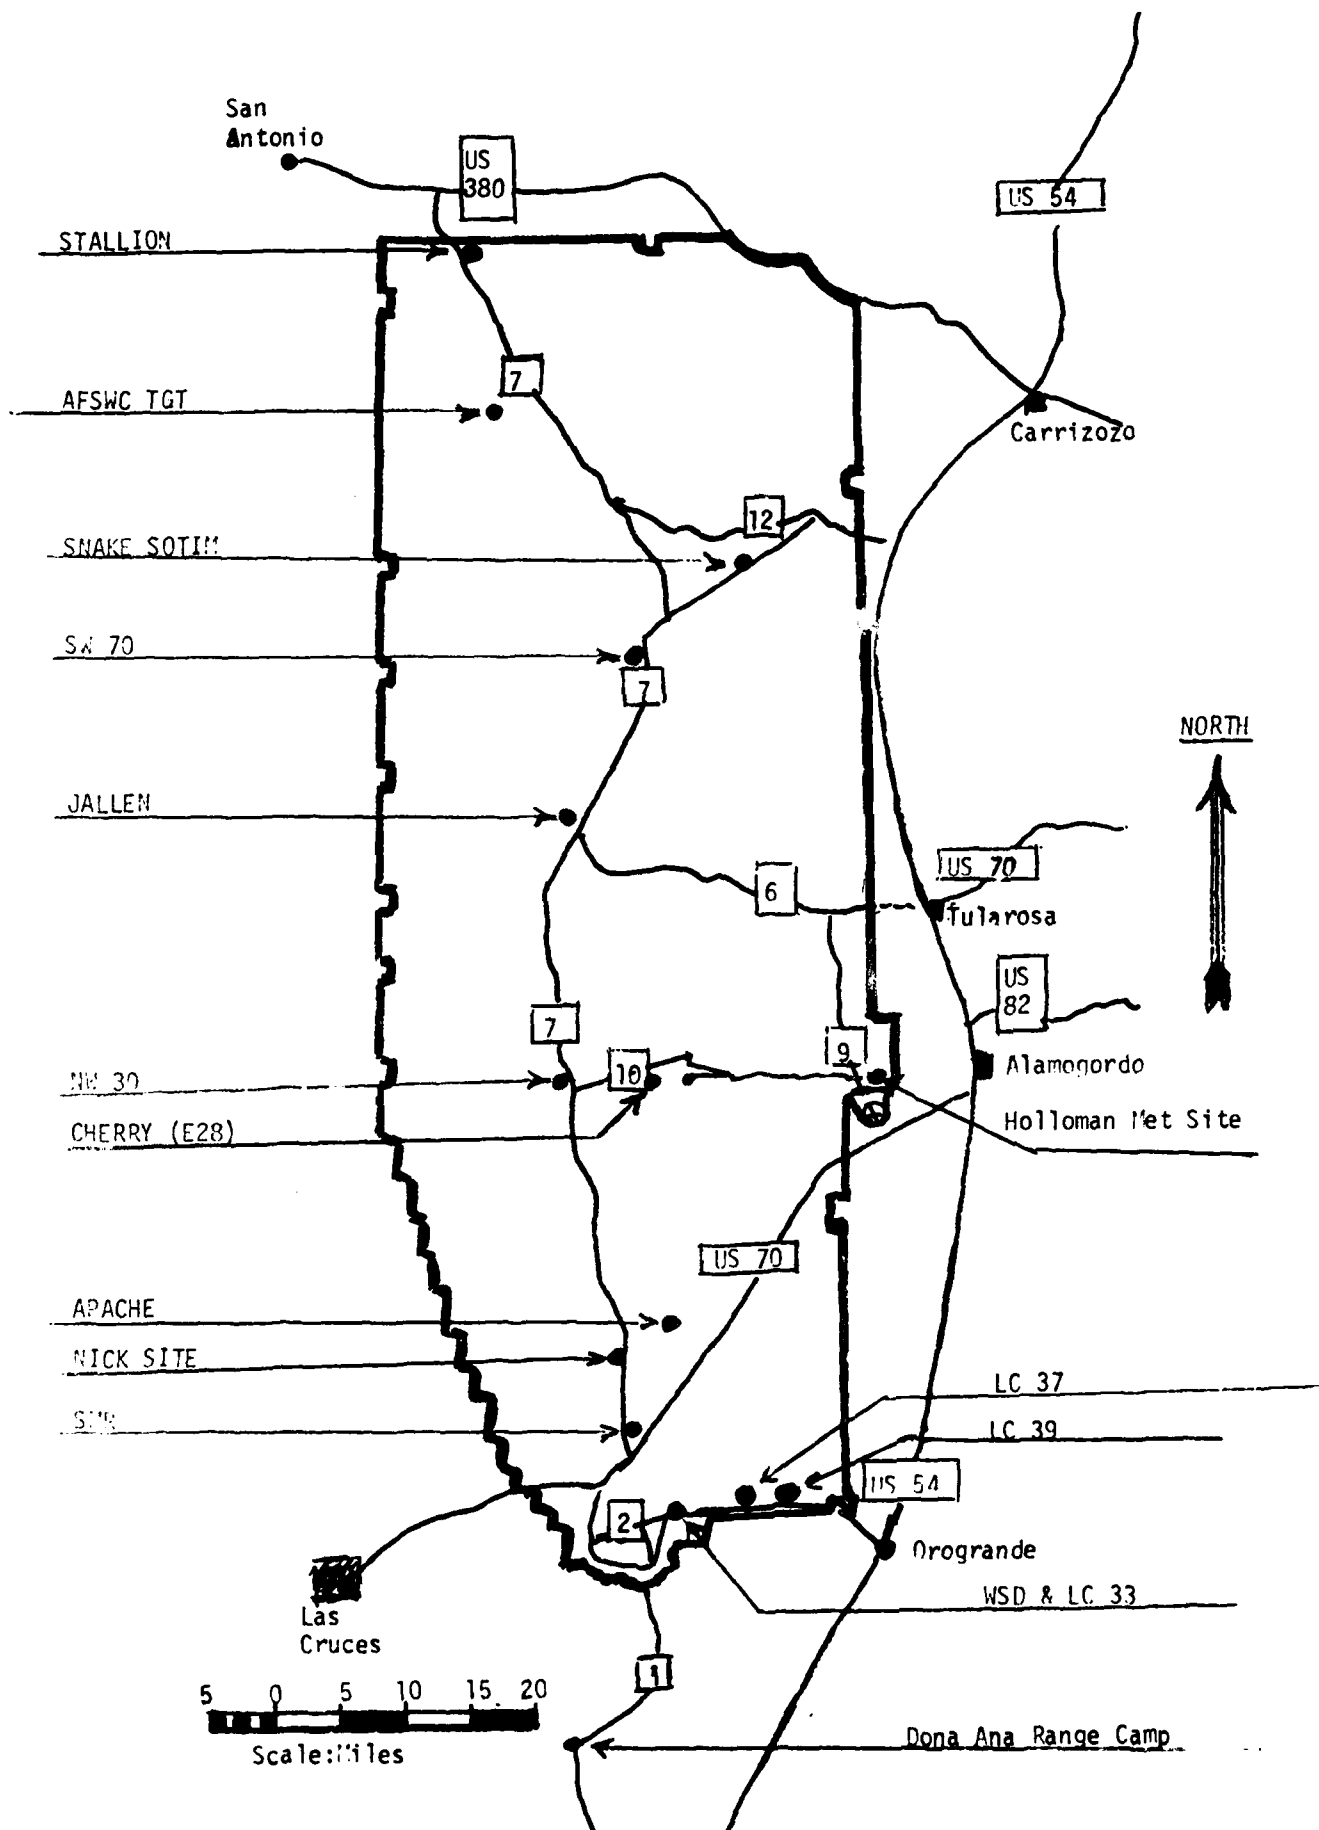 San
Antonio
US
380
US 54
STALLION
7
AFSWC TGT
Carrizozo
12
SNAKE SOTIM
SW 70
7
NORTH
JALLEN
US 70
6
Tularosa
US
82
7
9
10
Alamogordo
NW 30
Holloman Met Site
CHERRY (E28)
US 70
APACHE
NICK SITE
LC 37
LC 39
US 54
2
Orogrande
WSD & LC 33
Las
Cruces
1
5 0 5 10 15 20
Scale:Miles
Dona Ana Range Camp